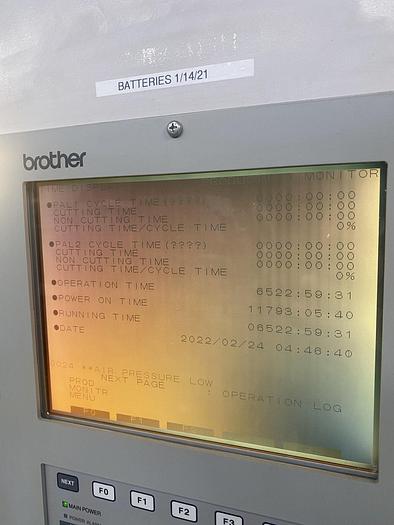 BATTERIES 1/14/21
brother
TIME DISPLAY MONITOR
●PAL1 CYCLE TIME(????) 0000:00:00
CUTTING TIME 0000:00:00
NON CUTTING TIME 0000:00:00
CUTTING TIME/CYCLE TIME 0%
●PAL2 CYCLE TIME(????) 0000:00:00
CUTTING TIME 0000:00:00
NON CUTTING TIME 0000:00:00
CUTTING TIME/CYCLE TIME 0%
●OPERATION TIME 6522:59:31
●POWER ON TIME 11793:05:40
●RUNNING TIME 06522:59:31
●DATE 2022/02/24 04:46:40
**AIR PRESSURE LOW
NEXT PAGE
PROD
MONITR : OPERATION LOG
MENU
F0 F1
NEXT F0 F1 F2 F3
MAIN POWER